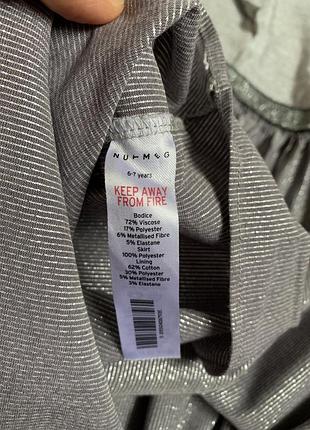 NUTMEG
6-7 years
KEEP AWAY
FROM FIRE
Bodice
72% Viscose
17% Polyester
6% Metallised Fibre
5% Elastane
Skirt
100% Polyester
Lining
62% Cotton
30% Polyester
5% Metallised Fibre
3% Elastane